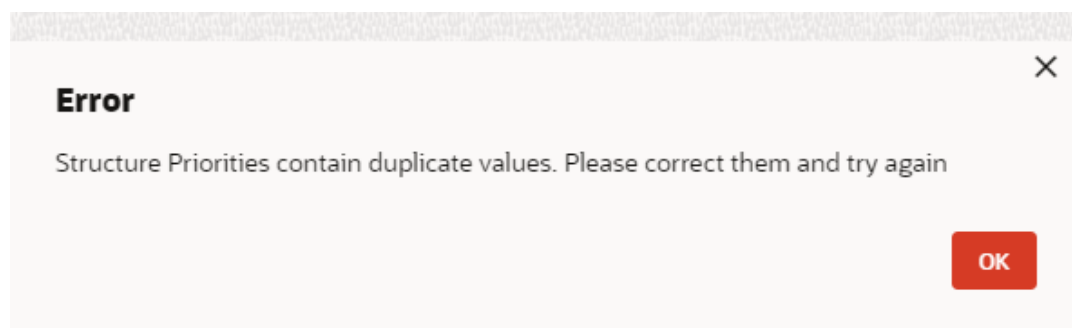 Error
Structure Priorities contain duplicate values. Please correct them and try again
OK